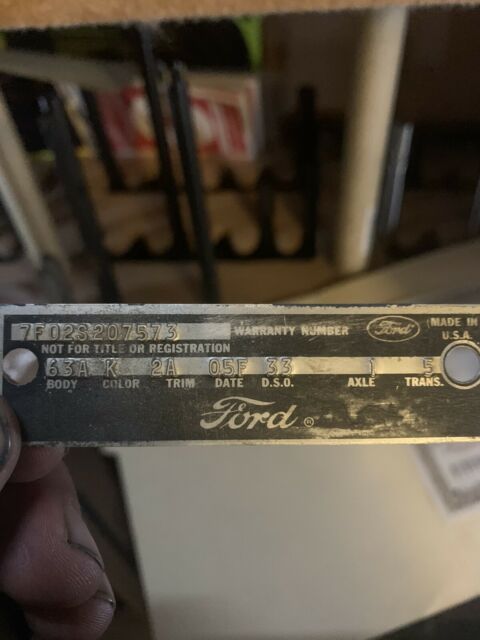 7F02S207573 WARRANTY NUMBER Ford MADE IN U.S.A.
NOT FOR TITLE OR REGISTRATION
63A K 2A 05F 33 1 5
BODY COLOR TRIM DATE D.S.O. AXLE TRANS.
Ford ®